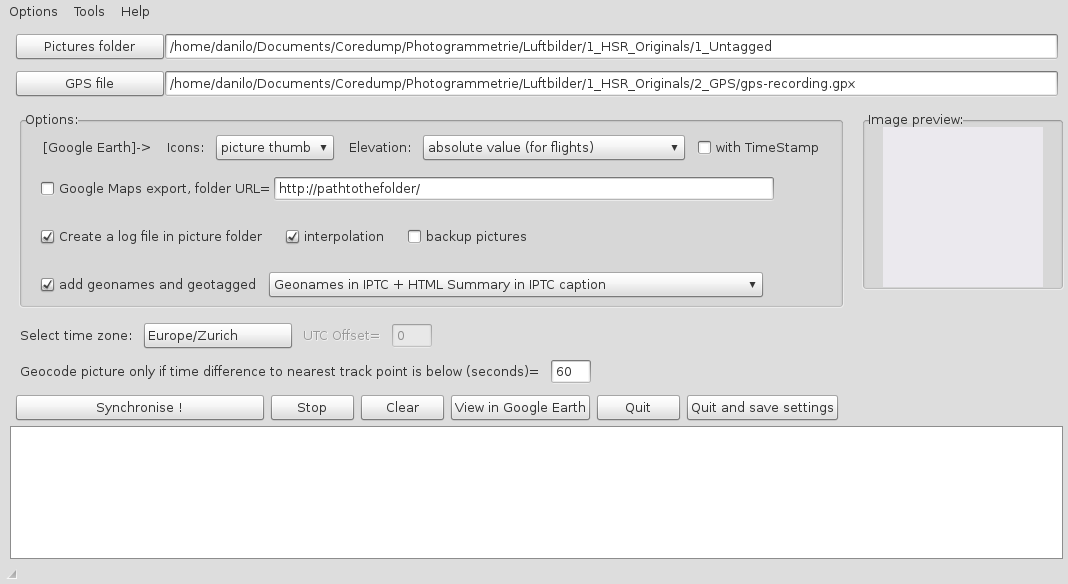 Options Tools Help
Pictures folder /home/danilo/Documents/Coredump/Photogrammetrie/Luftbilder/1_HSR_Originals/1_Untagged
GPS file /home/danilo/Documents/Coredump/Photogrammetrie/Luftbilder/1_HSR_Originals/2_GPS/gps-recording.gpx
Options: Image preview:
[Google Earth]-> Icons: picture thumb Elevation: absolute value (for flights) with TimeStamp
Google Maps export, folder URL= http://pathtothefolder/
Create a log file in picture folder interpolation backup pictures
add geonames and geotagged Geonames in IPTC + HTML Summary in IPTC caption
Select time zone: Europe/Zurich UTC Offset= 0
Geocode picture only if time difference to nearest track point is below (seconds)= 60
Synchronise ! Stop Clear View in Google Earth Quit Quit and save settings